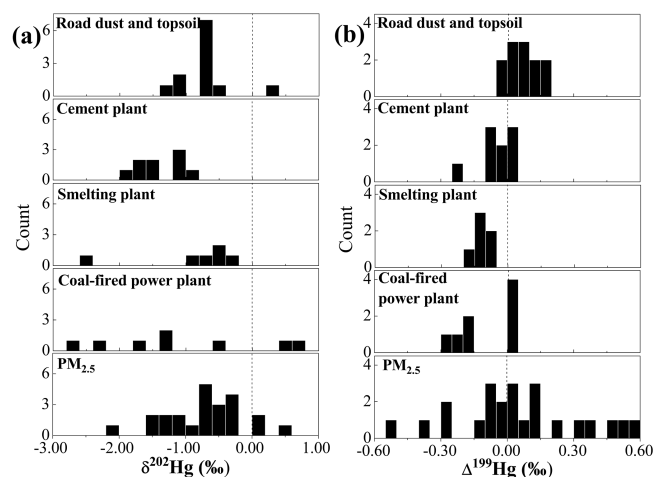 (a)
Road dust and topsoil
6
3
0
Cement plant
6
3
0
Smelting plant
6
3
0
Coal-fired power plant
6
3
0
PM2.5
6
3
0
Count
-3.00 -2.00 -1.00 0.00 1.00
δ202Hg (‰)
(b)
Road dust and topsoil
4
2
0
Cement plant
4
2
0
Smelting plant
4
2
0
Coal-fired
power plant
4
2
0
PM2.5
4
2
0
Count
-0.60 -0.30 0.00 0.30 0.60
Δ199Hg (‰)